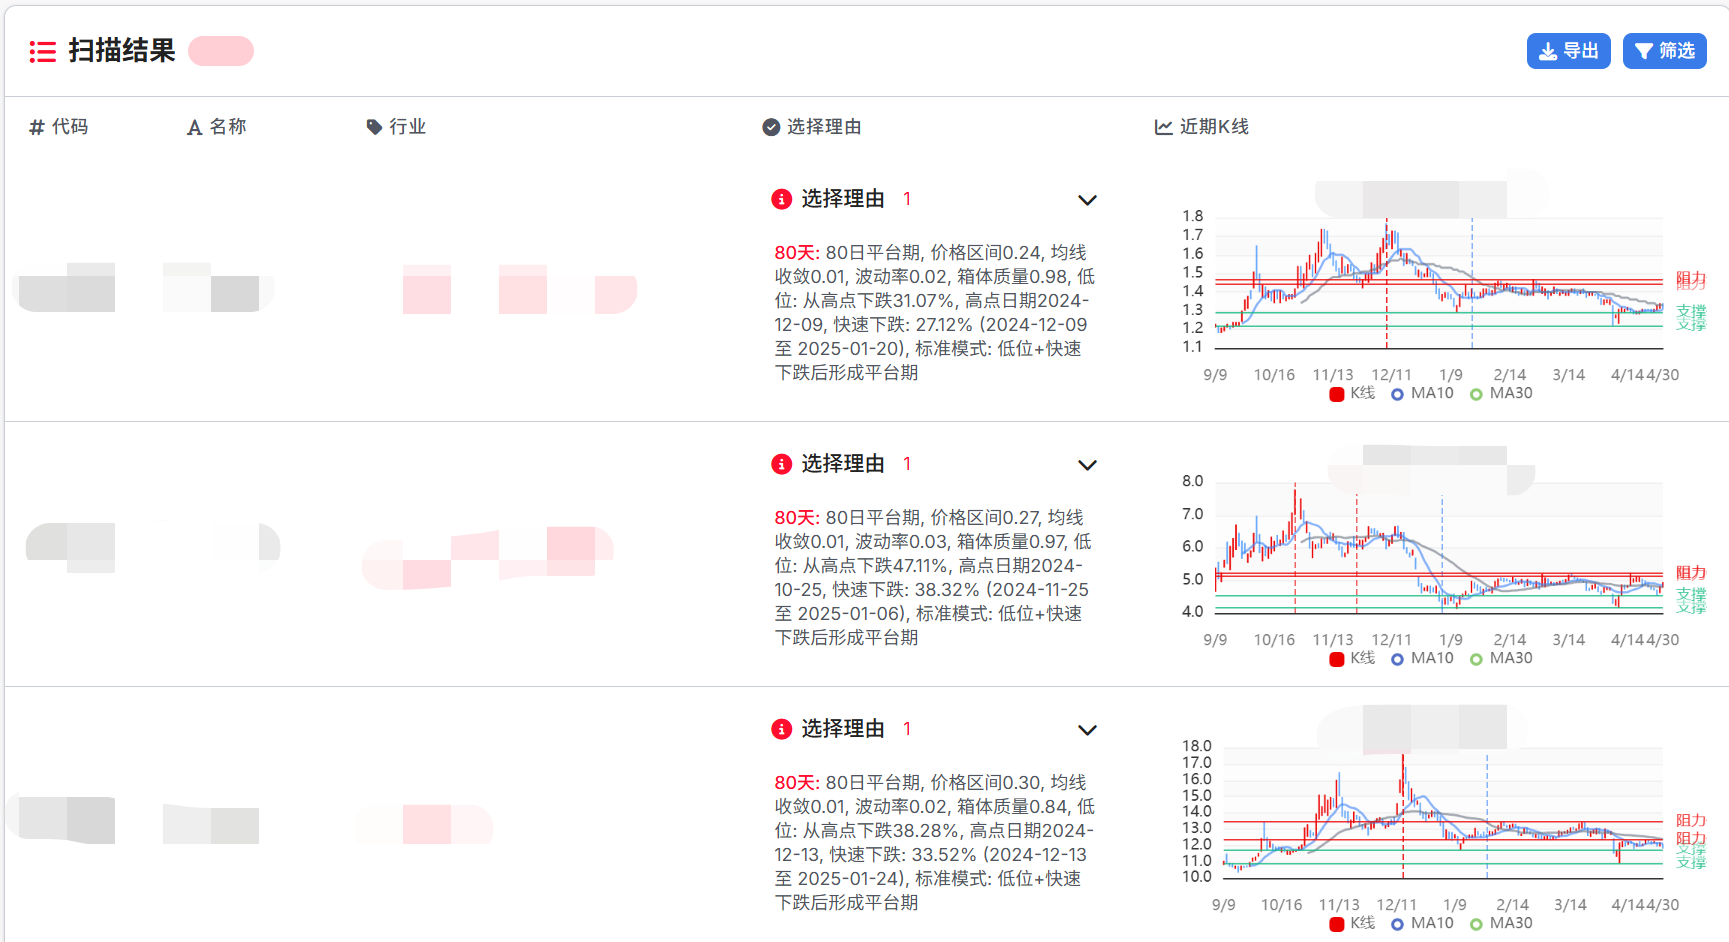 扫描结果
导出
筛选
代码
名称
行业
选择理由
近期K线
选择理由 1
80天: 80日平台期, 价格区间0.24, 均线
收敛0.01, 波动率0.02, 箱体质量0.98, 低
位: 从高点下跌31.07%, 高点日期2024-
12-09, 快速下跌: 27.12% (2024-12-09
至 2025-01-20), 标准模式: 低位+快速
下跌后形成平台期
1.8
1.7
1.6
1.5
1.4
1.3
1.2
1.1
阻力
阻力
支撑
支撑
9/9 10/16 11/13 12/11 1/9 2/14 3/14 4/14 4/30
K线 MA10 MA30
选择理由 1
80天: 80日平台期, 价格区间0.27, 均线
收敛0.01, 波动率0.03, 箱体质量0.97, 低
位: 从高点下跌47.11%, 高点日期2024-
10-25, 快速下跌: 38.32% (2024-11-25
至 2025-01-06), 标准模式: 低位+快速
下跌后形成平台期
8.0
7.0
6.0
5.0
4.0
阻力
阻力
支撑
支撑
9/9 10/16 11/13 12/11 1/9 2/14 3/14 4/14 4/30
K线 MA10 MA30
选择理由 1
80天: 80日平台期, 价格区间0.30, 均线
收敛0.01, 波动率0.02, 箱体质量0.84, 低
位: 从高点下跌38.28%, 高点日期2024-
12-13, 快速下跌: 33.52% (2024-12-13
至 2025-01-24), 标准模式: 低位+快速
下跌后形成平台期
18.0
17.0
16.0
15.0
14.0
13.0
12.0
11.0
10.0
阻力
阻力
支撑
支撑
9/9 10/16 11/13 12/11 1/9 2/14 3/14 4/14 4/30
K线 MA10 MA30